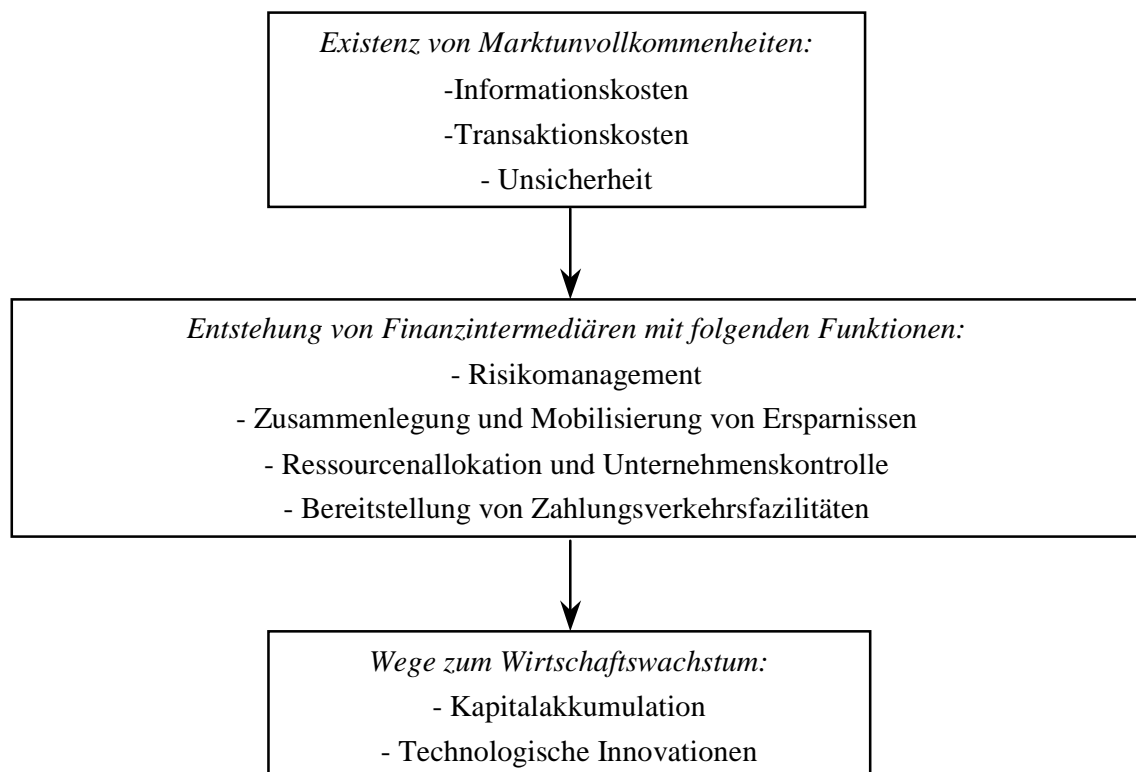 Existenz von Marktunvollkommenheiten:
-Informationskosten
-Transaktionskosten
- Unsicherheit
Entstehung von Finanzintermediären mit folgenden Funktionen:
- Risikomanagement
- Zusammenlegung und Mobilisierung von Ersparnissen
- Ressourcenallokation und Unternehmenskontrolle
- Bereitstellung von Zahlungsverkehrsfazilitäten
Wege zum Wirtschaftswachstum:
- Kapitalakkumulation
- Technologische Innovationen